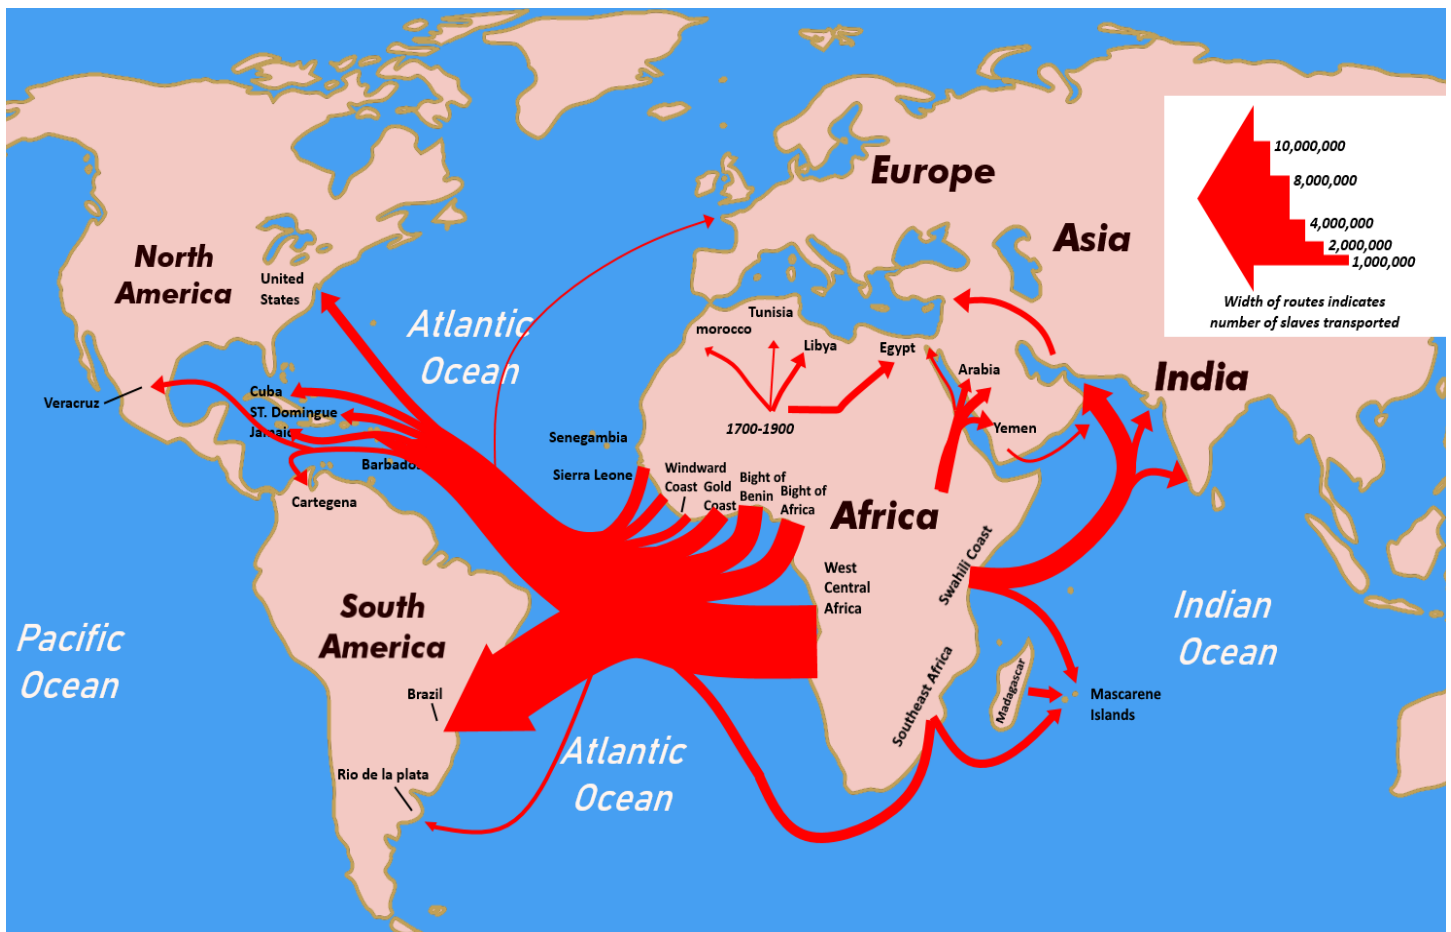 North
America
United
States
Veracruz
Cuba
ST. Domingue
Jamaic
Barbados
Cartegena
Atlantic
Ocean
Europe
Asia
10,000,000
8,000,000
4,000,000
2,000,000
1,000,000
Width of routes indicates
number of slaves transported
India
Tunisia
morocco
Libya
Egypt
Arabia
1700-1900
Yemen
Senegambia
Sierra Leone
Windward
Coast
Gold
Coast
Bight of
Benin
Bight of
Africa
Africa
West
Central
Africa
Swahili Coast
Southeast Africa
Madagascar
Mascarene
Islands
Indian
Ocean
Pacific
Ocean
South
America
Brazil
Rio de la plata
Atlantic
Ocean